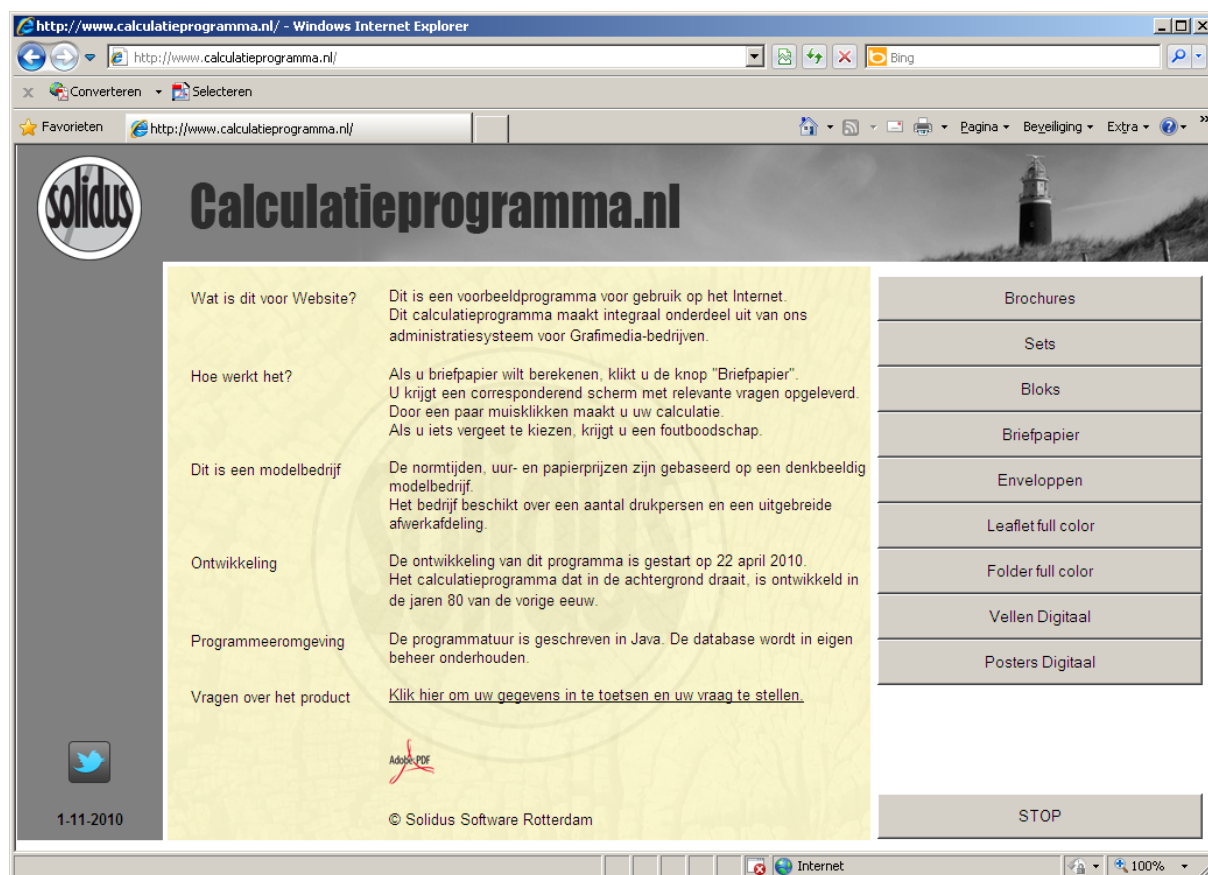 http://www.calculatieprogramma.nl/ - Windows Internet Explorer
http://www.calculatieprogramma.nl/
Bing
Converteren
Selecteren
Favorieten
http://www.calculatieprogramma.nl/
Pagina
Beveiliging
Extra
solidus
Calculatieprogramma.nl
Wat is dit voor Website?
Dit is een voorbeeldprogramma voor gebruik op het Internet.
Dit calculatieprogramma maakt integraal onderdeel uit van ons
administratiesysteem voor Grafimedia-bedrijven.
Hoe werkt het?
Als u briefpapier wilt berekenen, klikt u de knop "Briefpapier".
U krijgt een corresponderend scherm met relevante vragen opgeleverd.
Door een paar muisklikken maakt u uw calculatie.
Als u iets vergeet te kiezen, krijgt u een foutboodschap.
Dit is een modelbedrijf
De normtijden, uur- en papierprijzen zijn gebaseerd op een denkbeeldig
modelbedrijf.
Het bedrijf beschikt over een aantal drukpersen en een uitgebreide
afwerkafdeling.
Ontwikkeling
De ontwikkeling van dit programma is gestart op 22 april 2010.
Het calculatieprogramma dat in de achtergrond draait, is ontwikkeld in
de jaren 80 van de vorige eeuw.
Programmeeromgeving
De programmatuur is geschreven in Java. De database wordt in eigen
beheer onderhouden.
Vragen over het product
Klik hier om uw gegevens in te toetsen en uw vraag te stellen.
Adobe PDF
© Solidus Software Rotterdam
1-11-2010
Brochures
Sets
Bloks
Briefpapier
Enveloppen
Leaflet full color
Folder full color
Vellen Digitaal
Posters Digitaal
STOP
Internet
100%